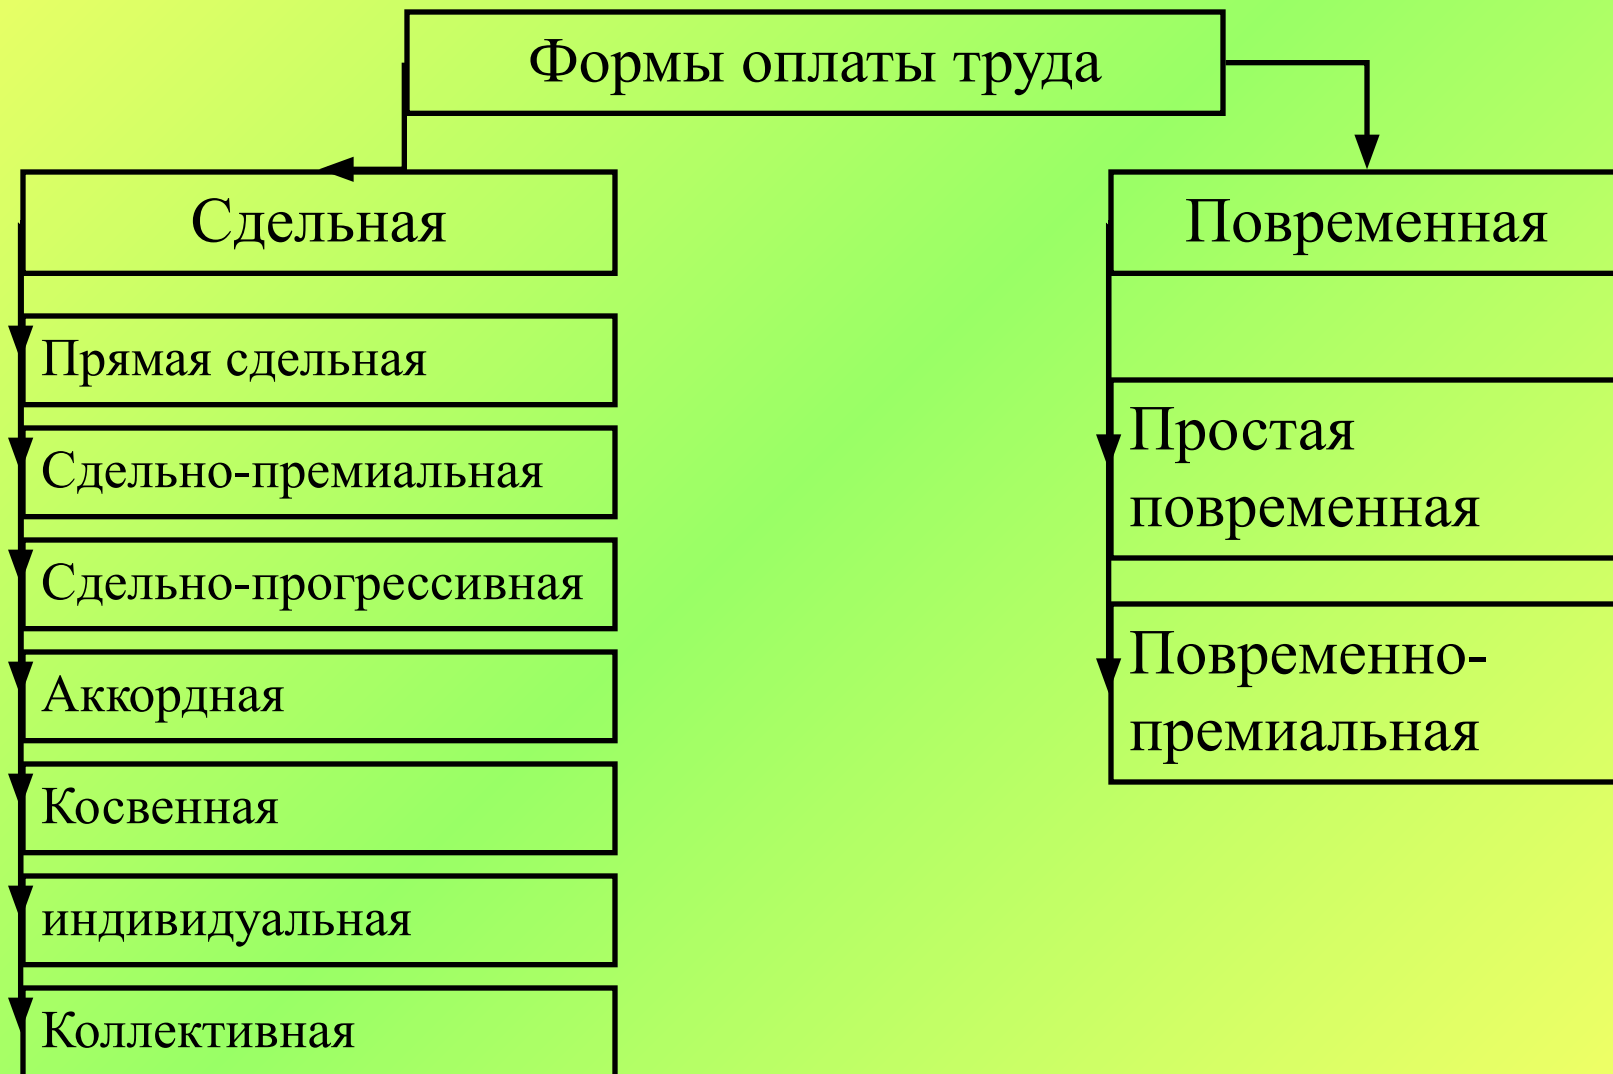 Формы оплаты труда
Сдельная
Прямая сдельная
Сдельно-премиальная
Сдельно-прогрессивная
Аккордная
Косвенная
индивидуальная
Коллективная
Повременная
Простая
повременная
Повременно-
премиальная